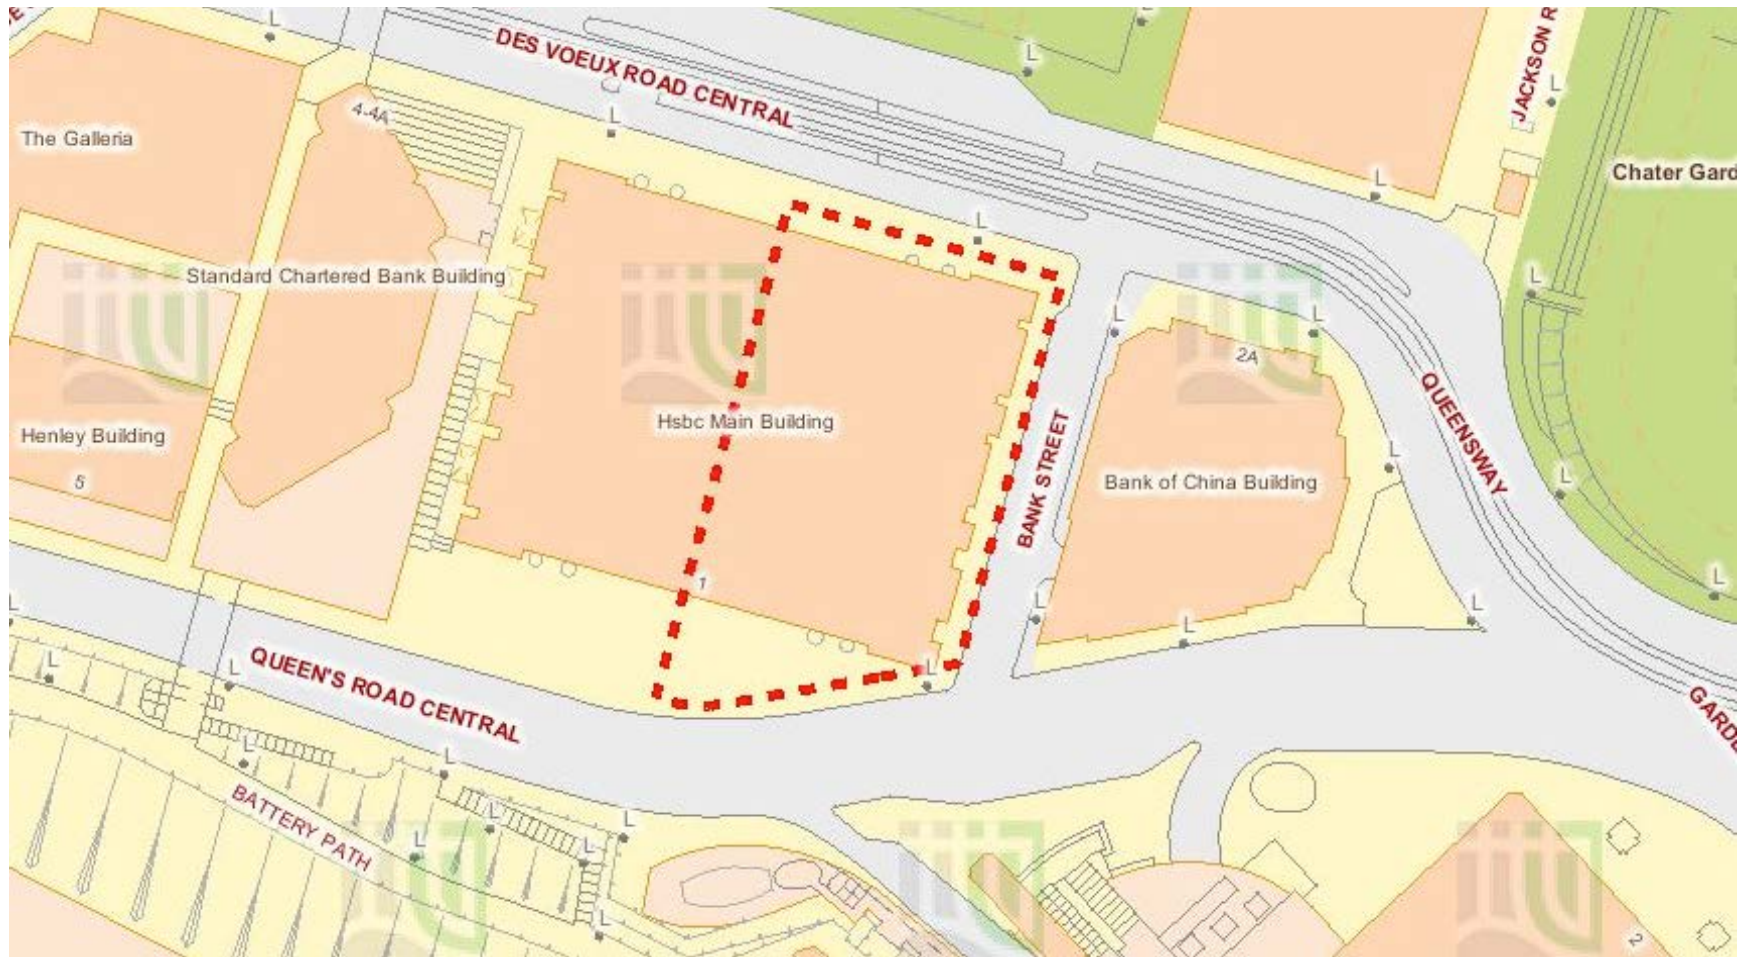 DES VOEUX ROAD CENTRAL
JACKSON R
L
L
L
L
L
4-4A
The Galleria
L
Chater Gard
L
L
Standard Chartered Bank Building
L
L
L
2A
QUEENSWAY
Hsbc Main Building
Henley Building
5
BANK STREET
Bank of China Building
L
L
1
L
L
L
L
L
L
L
L
QUEEN'S ROAD CENTRAL
GARDE
L
L
BATTERY PATH
L
L
L
L
L
2